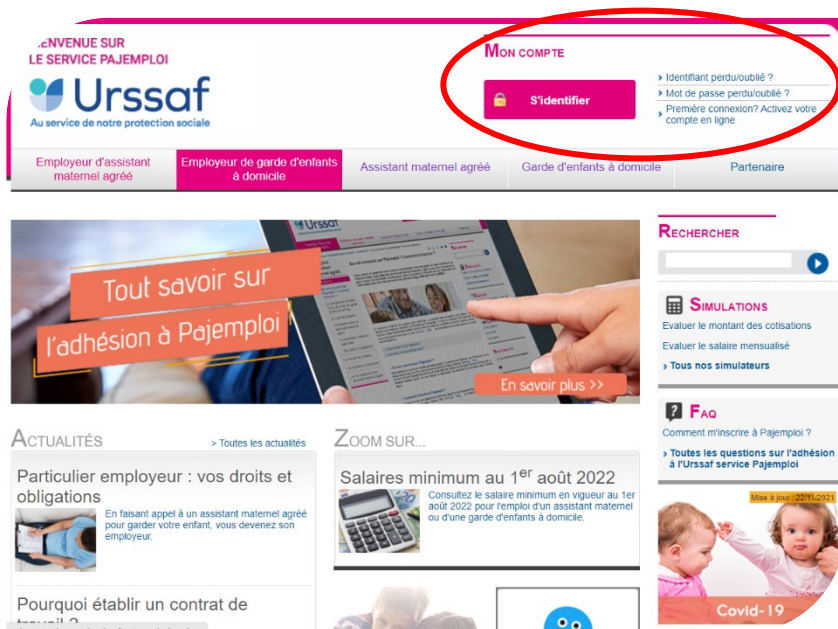 ENVENUE SUR
LE SERVICE PAJEMPLOI
Urssaf
Au service de notre protection sociale
MON COMPTE
S'identifier
› Identifiant perdu/oublié ?
› Mot de passe perdu/oublié ?
› Première connexion? Activez votre
compte en ligne
Employeur d'assistant
maternel agréé
Employeur de garde d'enfants
à domicile
Assistant maternel agréé
Garde d'enfants à domicile
Partenaire
Urssaf
Tout savoir sur
l'adhésion à Pajemploi
En savoir plus >>
RECHERCHER
SIMULATIONS
Evaluer le montant des cotisations
Evaluer le salaire mensualisé
› Tous nos simulateurs
FAQ
Comment m'inscrire à Pajemploi ?
› Toutes les questions sur l'adhésion
à l'Urssaf service Pajemploi
ACTUALITÉS
> Toutes les actualités
Particulier employeur : vos droits et
obligations
En faisant appel à un assistant maternel agréé
pour garder votre enfant, vous devenez son
employeur.
Pourquoi établir un contrat de
travail ?
ZOOM SUR...
Salaires minimum au 1er août 2022
Consultez le salaire minimum en vigueur au 1er
août 2022 pour l'emploi d'un assistant maternel
ou d'une garde d'enfants à domicile.
Mise à jour : 22/11/2021
Covid-19